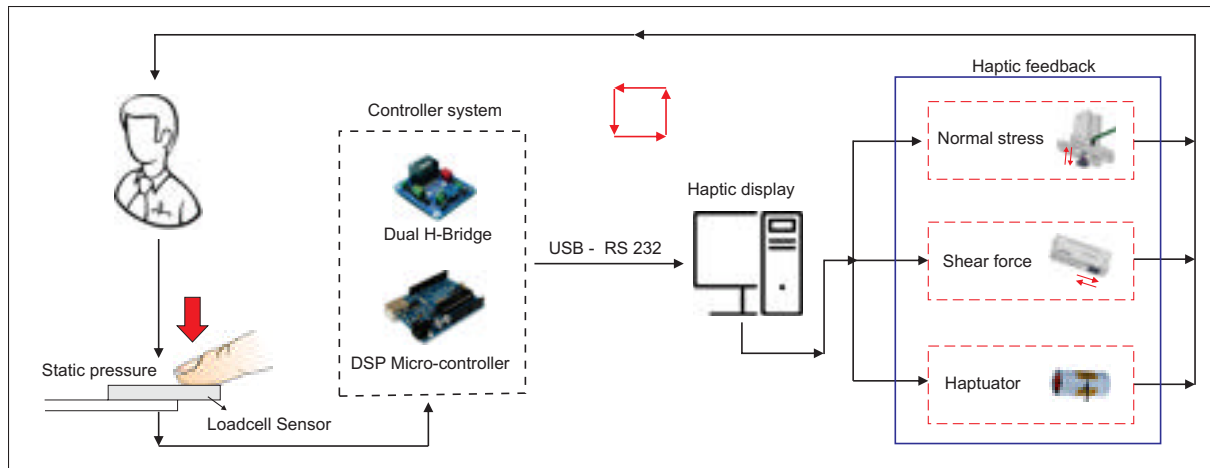 Haptic feedback
Controller system
Normal stress
Haptic display
Dual H-Bridge
USB - RS 232
Shear force
DSP Micro-controller
Static pressure
Haptuator
Loadcell Sensor